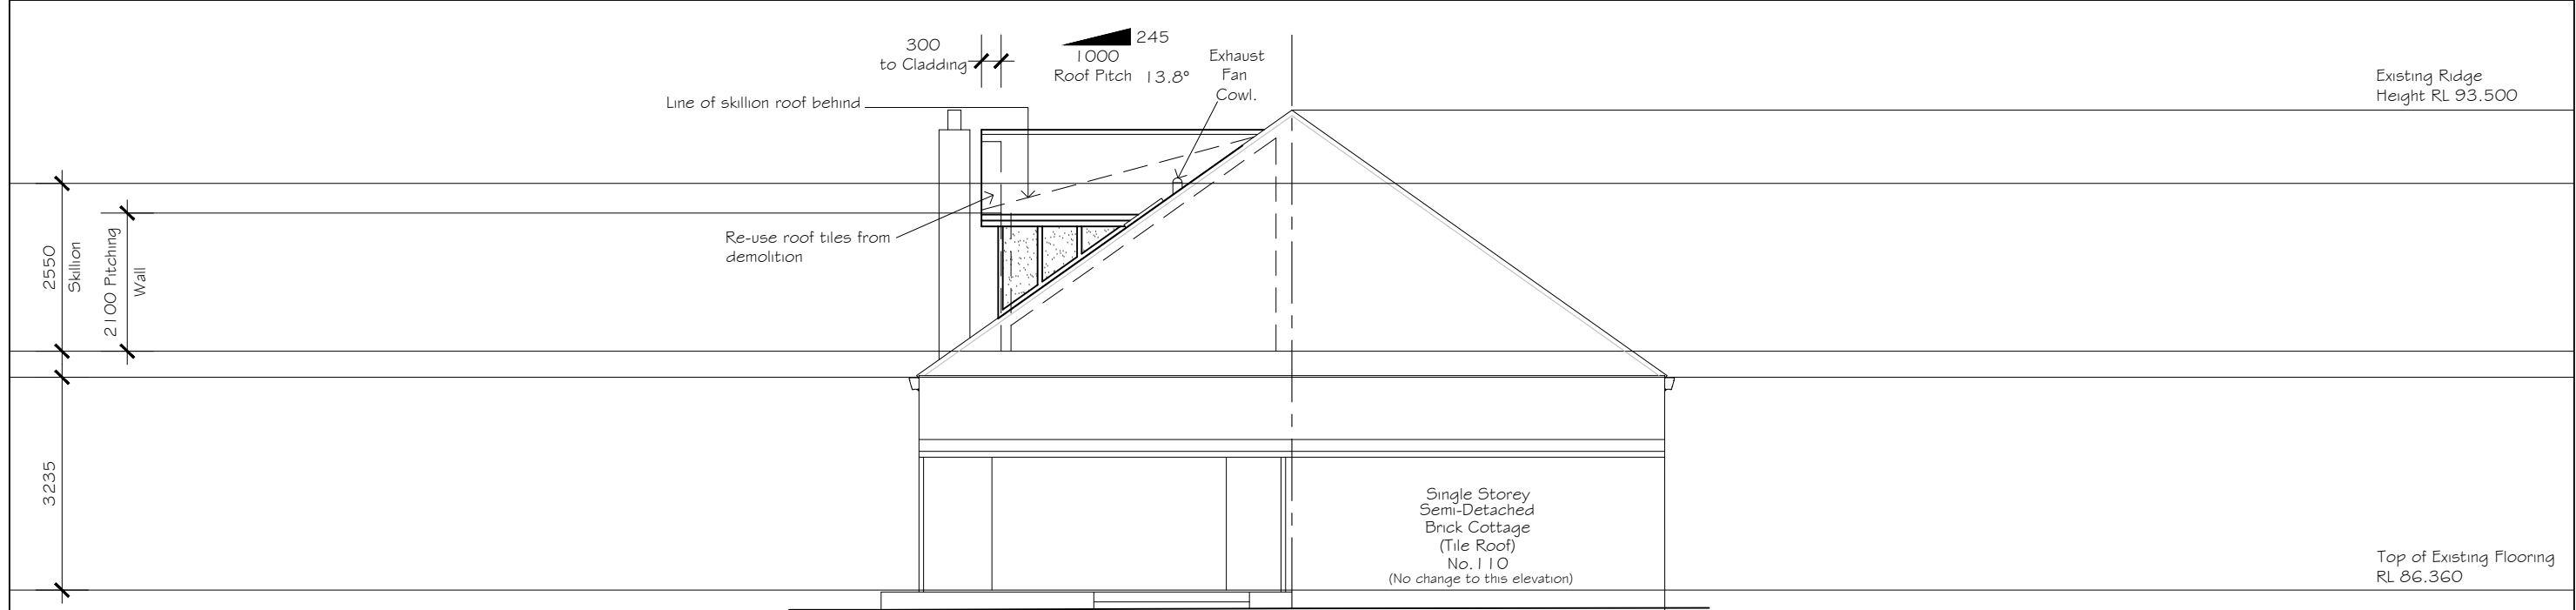 300
to Cladding
245
1000
Roof Pitch 13.8°
Exhaust
Fan
Cowl.
Existing Ridge
Height RL 93.500
Line of skillion roof behind
Re-use roof tiles from
demolition
2550
Skillion
2100 Pitching
Wall
3235
Single Storey
Semi-Detached
Brick Cottage
(Tile Roof)
No.110
(No change to this elevation)
Top of Existing Flooring
RL 86.360